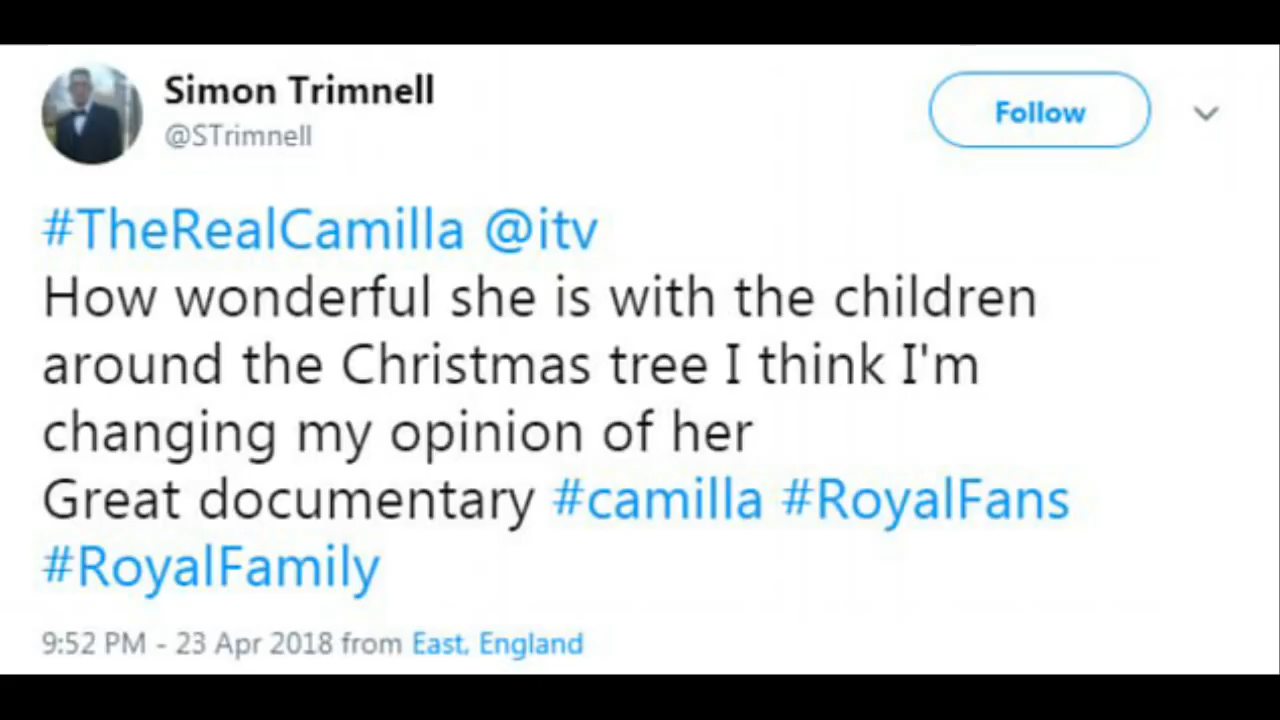 Simon Trimnell
@STrimnell
Follow
#TheRealCamilla @itv
How wonderful she is with the children
around the Christmas tree I think I'm
changing my opinion of her
Great documentary #camilla #RoyalFans
#RoyalFamily
9:52 PM - 23 Apr 2018 from East, England